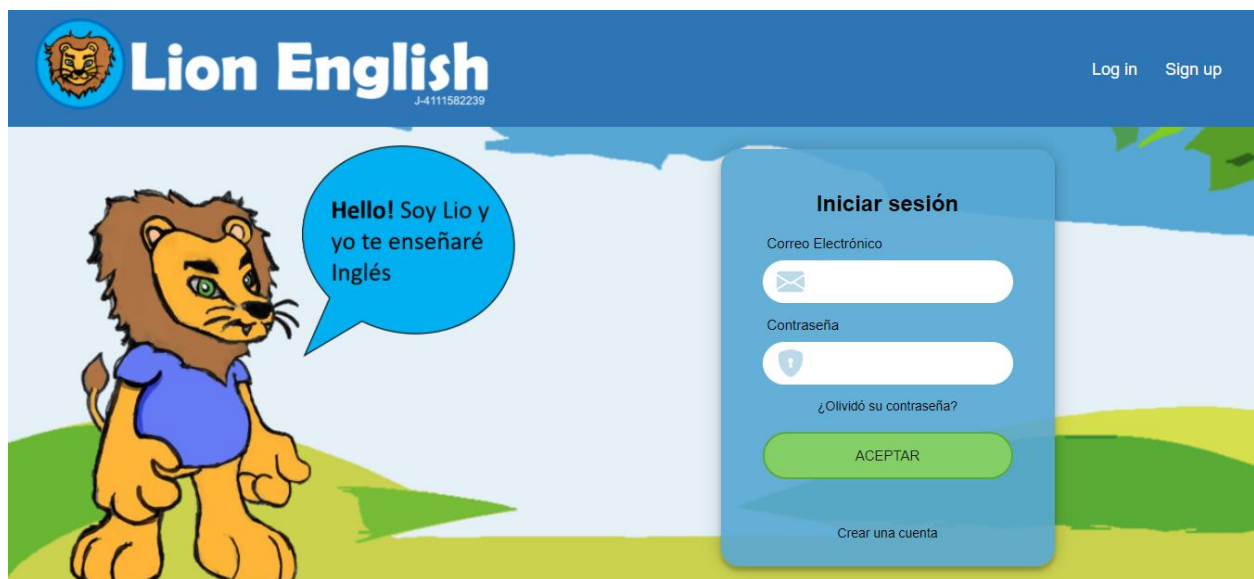 Lion English
J-4111582239
Log in
Sign up
Hello! Soy Lio y
yo te enseñaré
Inglés
Iniciar sesión
Correo Electrónico
Contraseña
¿Olividó su contraseña?
ACEPTAR
Crear una cuenta